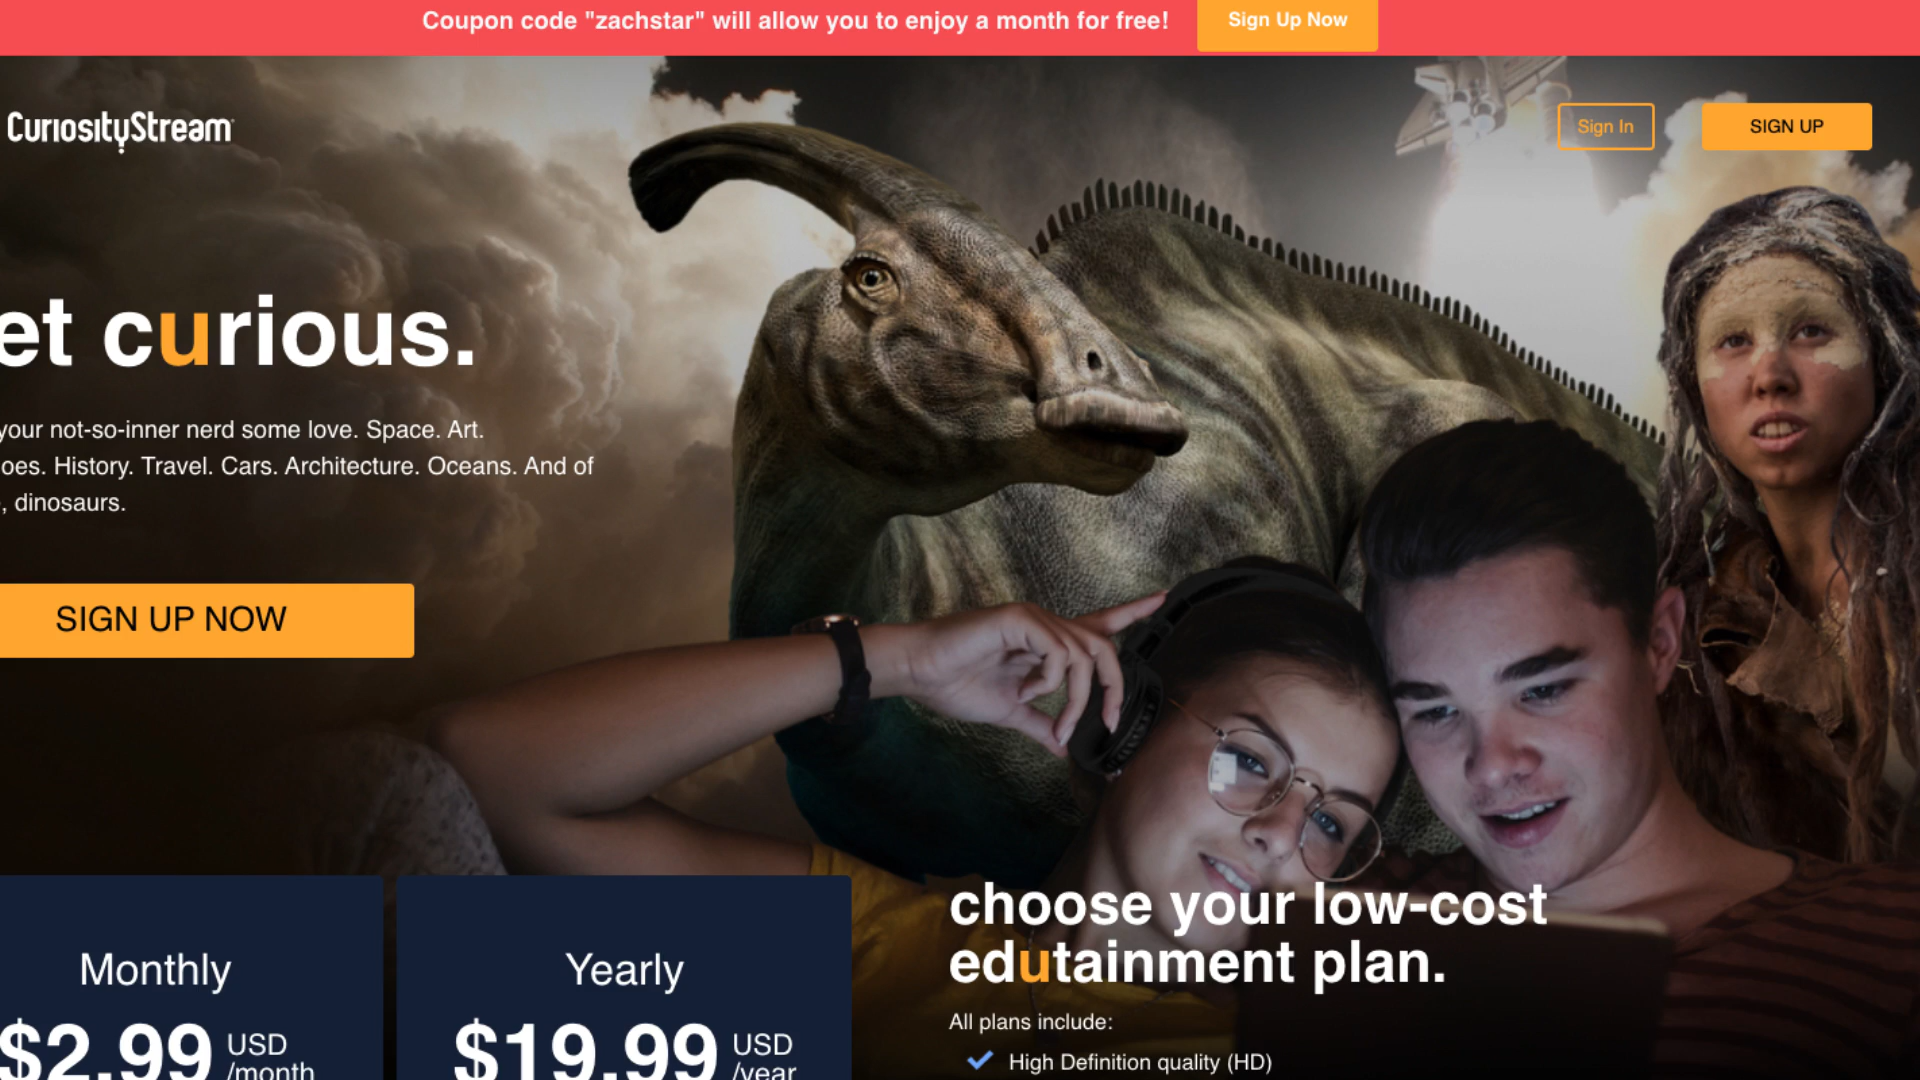 Coupon code "zachstar" will allow you to enjoy a month for free!
Sign Up Now
CuriosityStream
Sign In
SIGN UP
et curious.
your not-so-inner nerd some love. Space. Art.
oes. History. Travel. Cars. Architecture. Oceans. And of
, dinosaurs.
SIGN UP NOW
Monthly
$2.99 USD /month
Yearly
$19.99 USD /year
choose your low-cost
edutainment plan.
All plans include:
High Definition quality (HD)